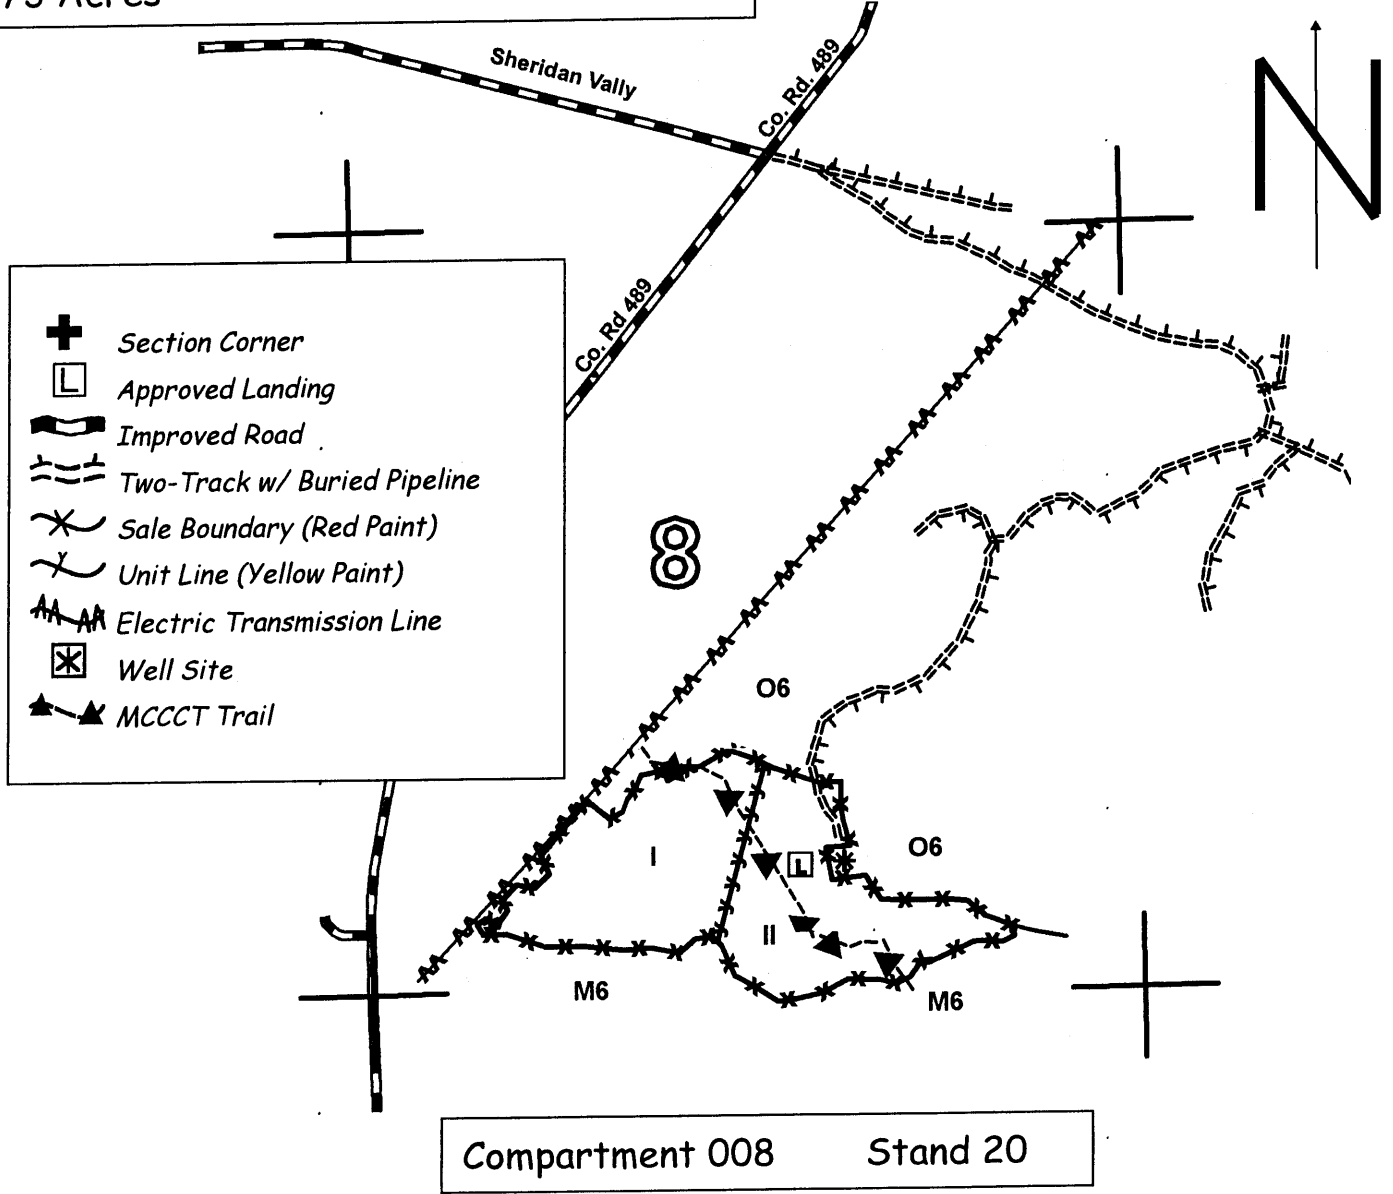 75 Acres
Sheridan Vally
Co. Rd. 489
N
Co. Rd 489
Section Corner
L Approved Landing
Improved Road
Two-Track w/ Buried Pipeline
Sale Boundary (Red Paint)
Unit Line (Yellow Paint)
Electric Transmission Line
Well Site
MCCCT Trail
8
O6
I
L
O6
II
M6
M6
Compartment 008 Stand 20